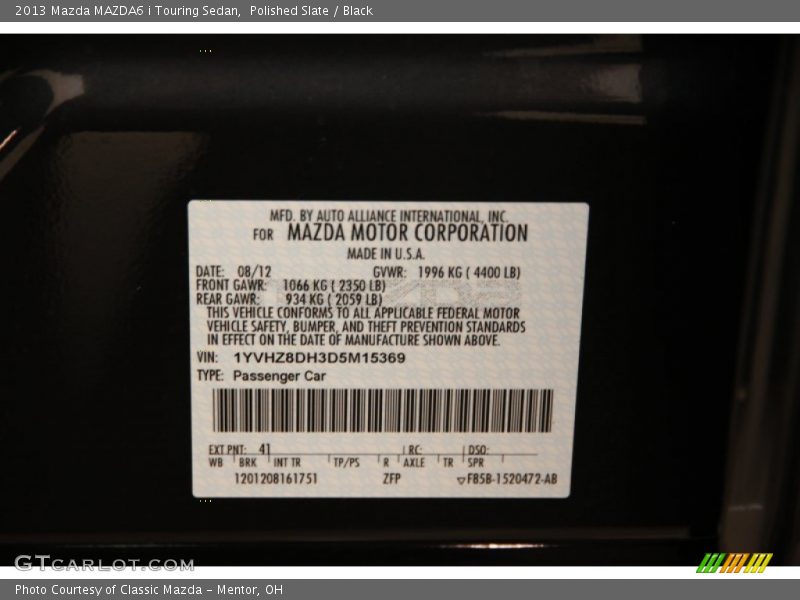 2013 Mazda MAZDA6 i Touring Sedan, Polished Slate / Black
MFD. BY AUTO ALLIANCE INTERNATIONAL, INC.
FOR MAZDA MOTOR CORPORATION
MADE IN U.S.A.
DATE: 08/12 GVWR: 1996 KG ( 4400 LB)
FRONT GAWR: 1066 KG ( 2350 LB)
REAR GAWR: 934 KG ( 2059 LB)
THIS VEHICLE CONFORMS TO ALL APPLICABLE FEDERAL MOTOR
VEHICLE SAFETY, BUMPER, AND THEFT PREVENTION STANDARDS
IN EFFECT ON THE DATE OF MANUFACTURE SHOWN ABOVE.
VIN: 1YVHZ8DH3D5M15369
TYPE: Passenger Car
EXT PNT: 41 RC: DSO:
WB BRK INT TR TP/PS R AXLE TR SPR
1201208161751 ZFP ▽F85B-1520472-AB
GTCARLOT.COM
Photo Courtesy of Classic Mazda - Mentor, OH